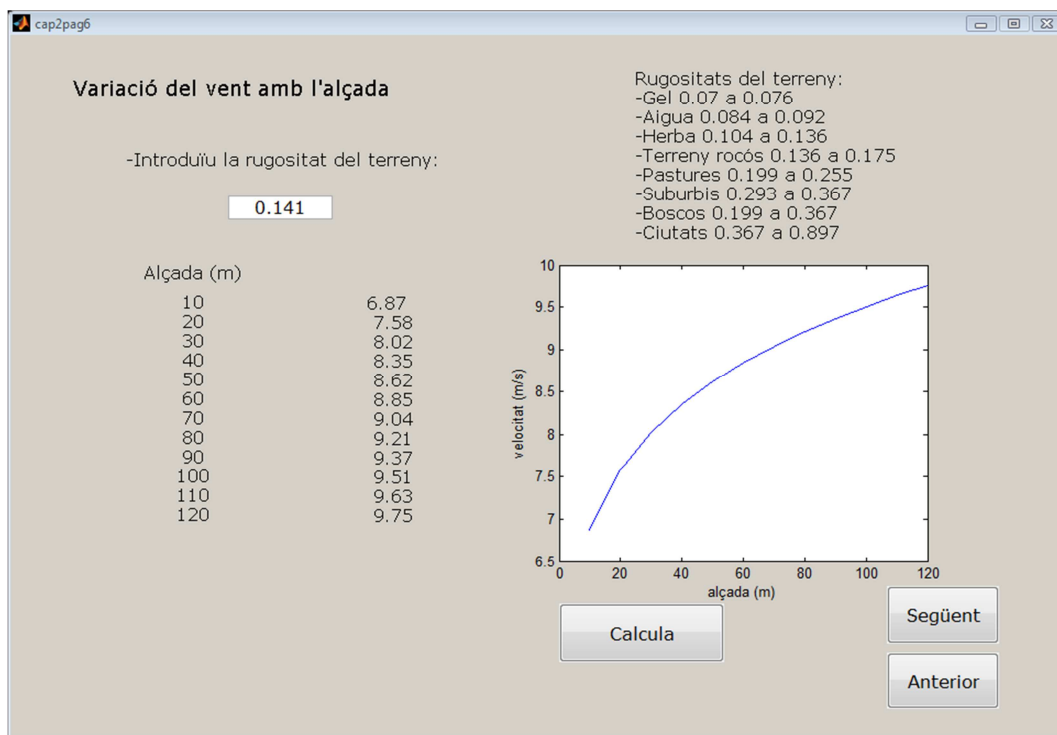 cap2pag6
Variació del vent amb l'alçada
-Introduïu la rugositat del terreny:
0.141
Rugositats del terreny:
-Gel 0.07 a 0.076
-Aigua 0.084 a 0.092
-Herba 0.104 a 0.136
-Terreny rocós 0.136 a 0.175
-Pastures 0.199 a 0.255
-Suburbis 0.293 a 0.367
-Boscos 0.199 a 0.367
-Ciutats 0.367 a 0.897
Alçada (m)
10 6.87
20 7.58
30 8.02
40 8.35
50 8.62
60 8.85
70 9.04
80 9.21
90 9.37
100 9.51
110 9.63
120 9.75
10
9.5
9
8.5
8
7.5
7
6.5
velocitat (m/s)
0 20 40 60 80 100 120
alçada (m)
Calcula
Següent
Anterior